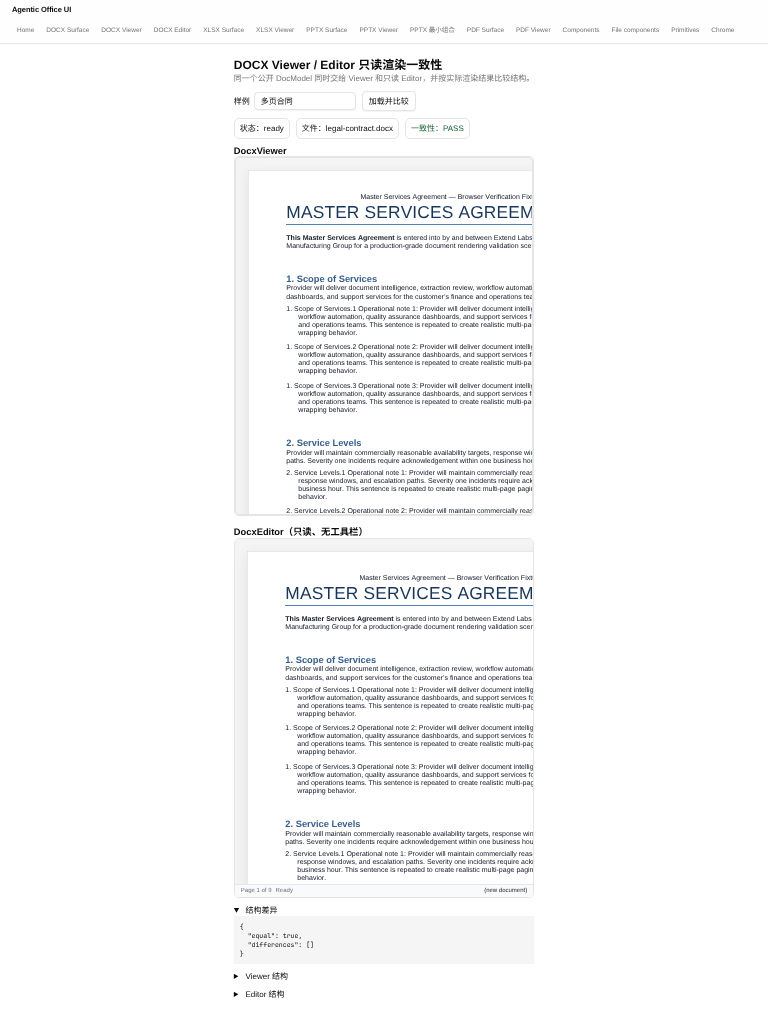 Agentic Office UI
Home DOCX Surface DOCX Viewer DOCX Editor XLSX Surface XLSX Viewer PPTX Surface PPTX Viewer PPTX 最小组合 PDF Surface PDF Viewer Components File components Primitives Chrome
DOCX Viewer / Editor 只读渲染一致性
同一个公开 DocModel 同时交给 Viewer 和只读 Editor，并按实际渲染结果比较结构。
样例 多页合同 加载并比较
状态：ready 文件：legal-contract.docx 一致性：PASS
DocxViewer
Master Services Agreement — Browser Verification Fixt
MASTER SERVICES AGREEM
This Master Services Agreement is entered into by and between Extend Labs
Manufacturing Group for a production-grade document rendering validation sce
1. Scope of Services
Provider will deliver document intelligence, extraction review, workflow automati
dashboards, and support services for the customer's finance and operations tea
1. Scope of Services.1 Operational note 1: Provider will deliver document intellig
workflow automation, quality assurance dashboards, and support services f
and operations teams. This sentence is repeated to create realistic multi-pa
wrapping behavior.
1. Scope of Services.2 Operational note 2: Provider will deliver document intellig
workflow automation, quality assurance dashboards, and support services f
and operations teams. This sentence is repeated to create realistic multi-pa
wrapping behavior.
1. Scope of Services.3 Operational note 3: Provider will deliver document intellig
workflow automation, quality assurance dashboards, and support services f
and operations teams. This sentence is repeated to create realistic multi-pa
wrapping behavior.
2. Service Levels
Provider will maintain commercially reasonable availability targets, response win
paths. Severity one incidents require acknowledgement within one business hou
2. Service Levels.1 Operational note 1: Provider will maintain commercially reas
response windows, and escalation paths. Severity one incidents require ack
business hour. This sentence is repeated to create realistic multi-page pagin
behavior.
2. Service Levels.2 Operational note 2: Provider will maintain commercially reas
DocxEditor（只读、无工具栏）
Master Services Agreement — Browser Verification Fixt
MASTER SERVICES AGREEM
This Master Services Agreement is entered into by and between Extend Labs
Manufacturing Group for a production-grade document rendering validation scen
1. Scope of Services
Provider will deliver document intelligence, extraction review, workflow automatio
dashboards, and support services for the customer's finance and operations tea
1. Scope of Services.1 Operational note 1: Provider will deliver document intellig
workflow automation, quality assurance dashboards, and support services fo
and operations teams. This sentence is repeated to create realistic multi-pag
wrapping behavior.
1. Scope of Services.2 Operational note 2: Provider will deliver document intellig
workflow automation, quality assurance dashboards, and support services fo
and operations teams. This sentence is repeated to create realistic multi-pag
wrapping behavior.
1. Scope of Services.3 Operational note 3: Provider will deliver document intellig
workflow automation, quality assurance dashboards, and support services fo
and operations teams. This sentence is repeated to create realistic multi-pag
wrapping behavior.
2. Service Levels
Provider will maintain commercially reasonable availability targets, response win
paths. Severity one incidents require acknowledgement within one business hou
2. Service Levels.1 Operational note 1: Provider will maintain commercially reas
response windows, and escalation paths. Severity one incidents require ackn
business hour. This sentence is repeated to create realistic multi-page pagin
behavior.
Page 1 of 9 Ready (new document)
▼ 结构差异
{
"equal": true,
"differences": []
}
▶ Viewer 结构
▶ Editor 结构